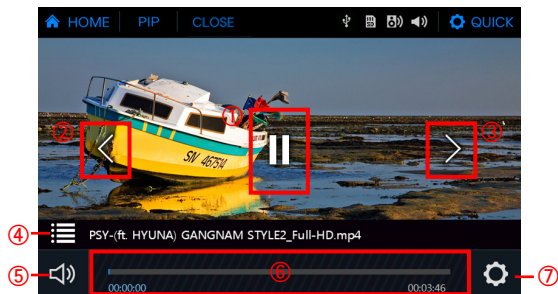 HOME PIP CLOSE QUICK
①
② ③
SN 467514
④ PSY-(ft. HYUNA) GANGNAM STYLE2_Full-HD.mp4
⑤ ⑥ ⑦
00:00:00 00:03:46